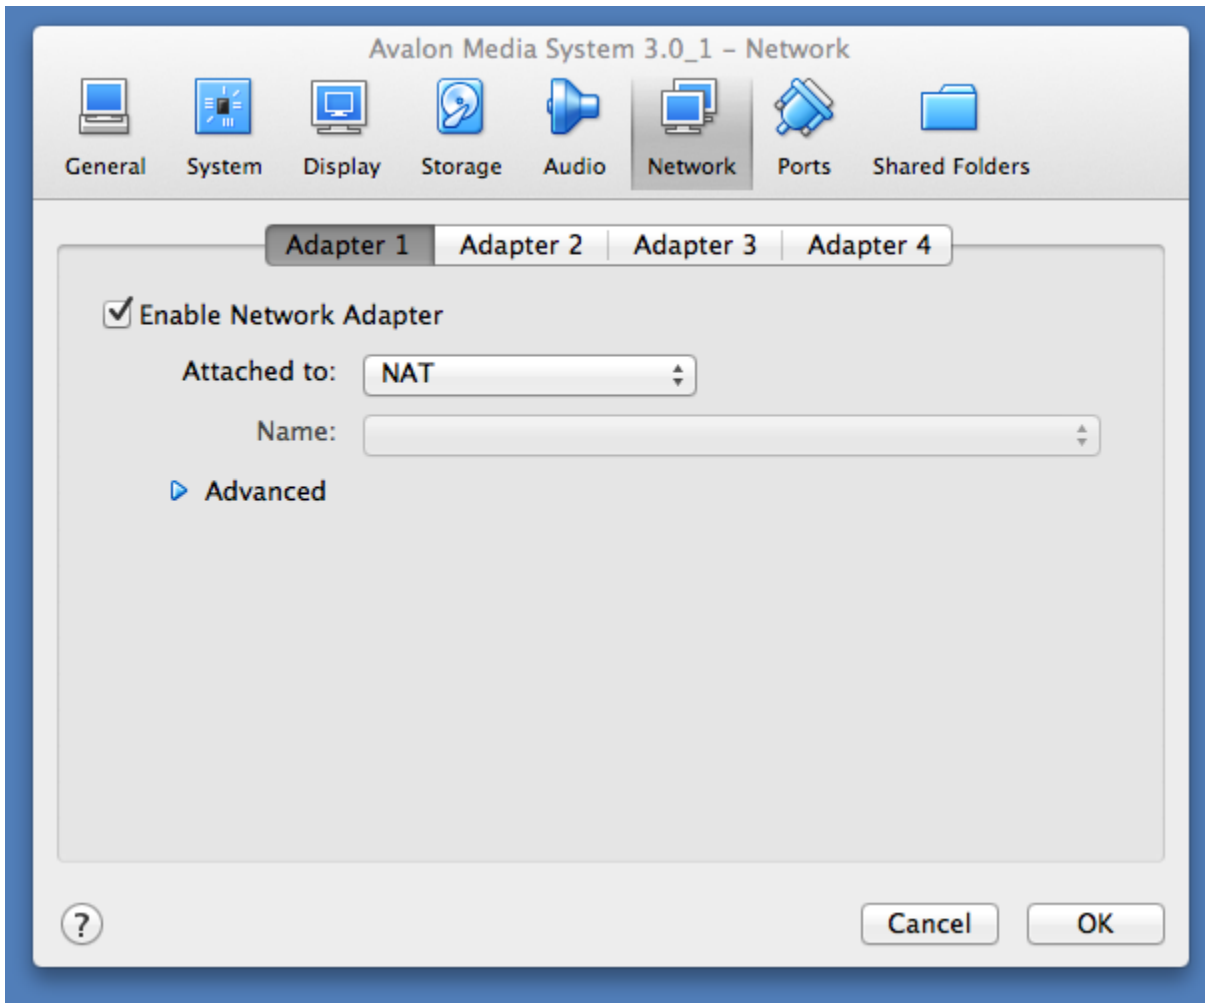 Avalon Media System 3.0_1 – Network
General System Display Storage Audio Network Ports Shared Folders
Adapter 1 Adapter 2 Adapter 3 Adapter 4
Enable Network Adapter
Attached to: NAT
Name:
Advanced
? Cancel OK